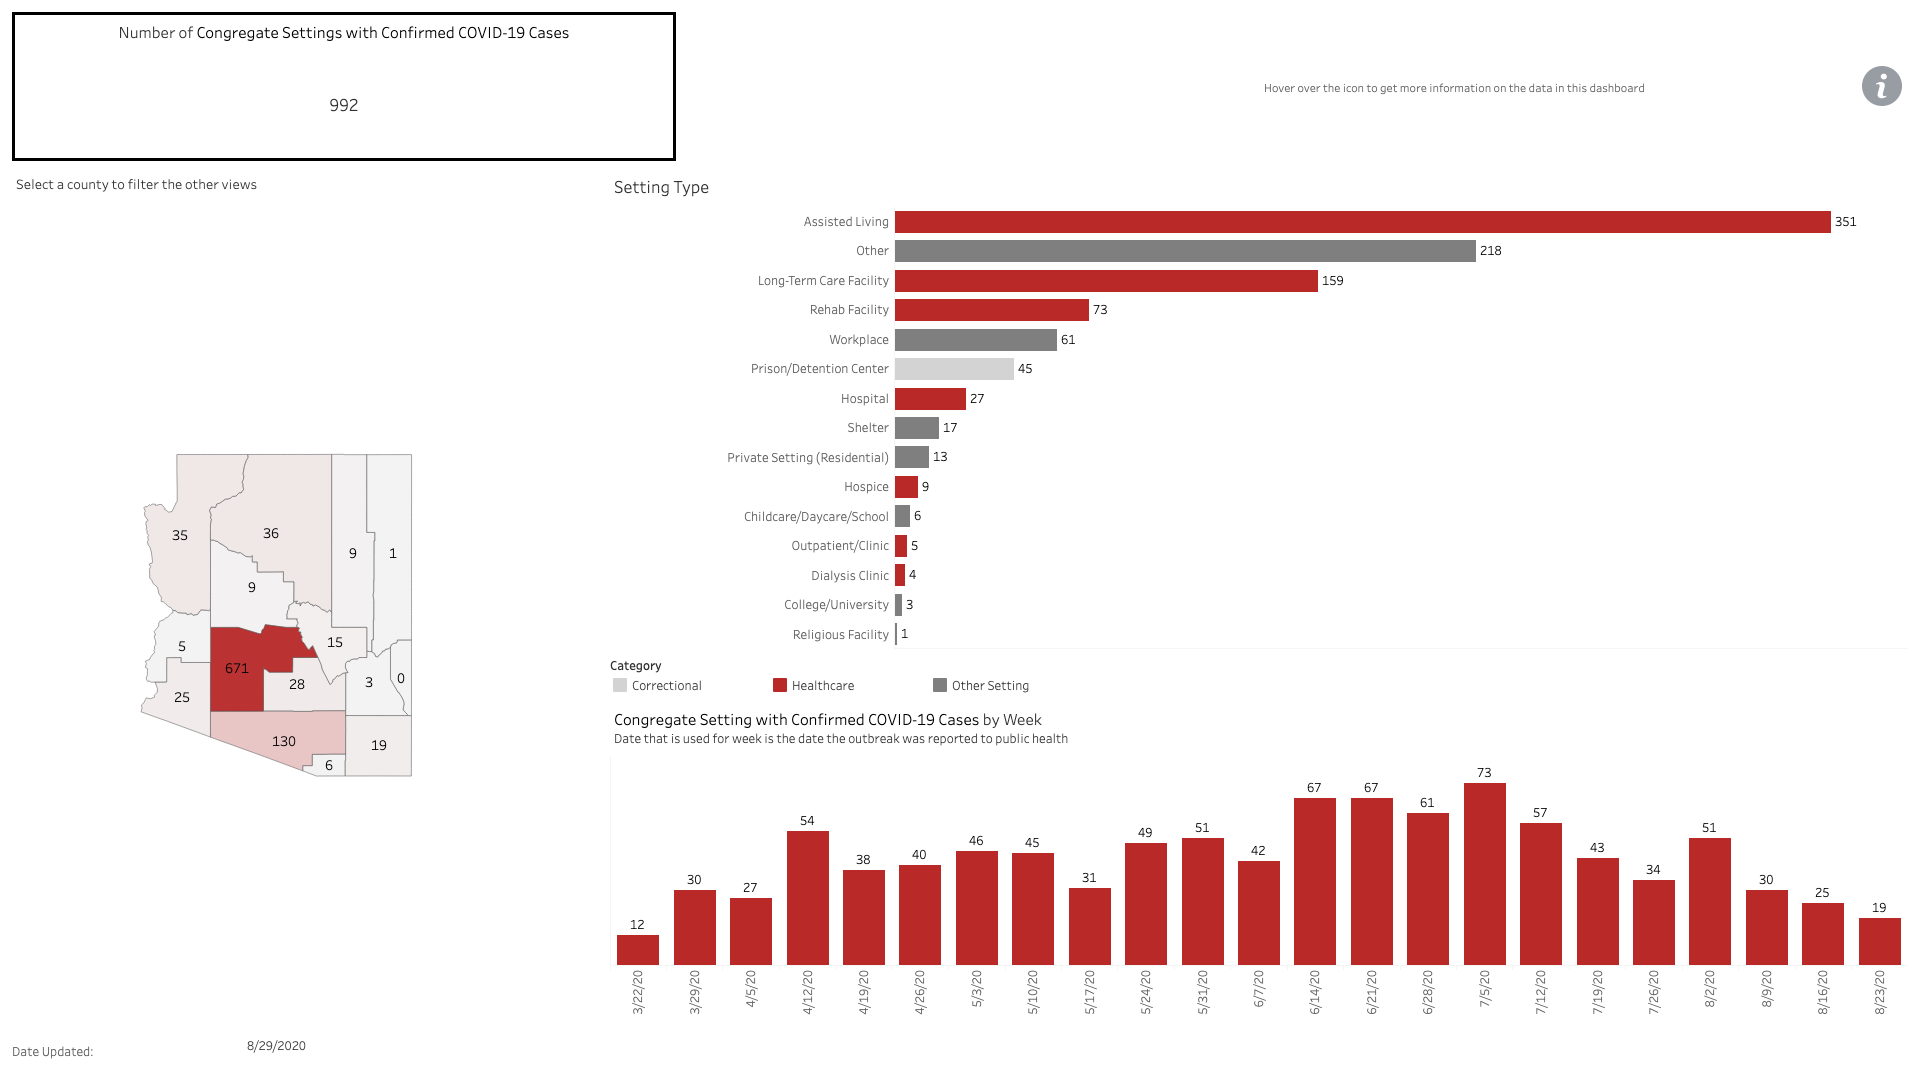 Number of Congregate Settings with Confirmed COVID-19 Cases
992
Hover over the icon to get more information on the data in this dashboard
i
Select a county to filter the other views
35
36
9
1
9
5
15
671
28
3
0
25
130
19
6
Setting Type
Assisted Living 351
Other 218
Long-Term Care Facility 159
Rehab Facility 73
Workplace 61
Prison/Detention Center 45
Hospital 27
Shelter 17
Private Setting (Residential) 13
Hospice 9
Childcare/Daycare/School 6
Outpatient/Clinic 5
Dialysis Clinic 4
College/University 3
Religious Facility 1
Category
Correctional Healthcare Other Setting
Congregate Setting with Confirmed COVID-19 Cases by Week
Date that is used for week is the date the outbreak was reported to public health
12 30 27 54 38 40 46 45 31 49 51 42 67 67 61 73 57 43 34 51 30 25 19
3/22/20 3/29/20 4/5/20 4/12/20 4/19/20 4/26/20 5/3/20 5/10/20 5/17/20 5/24/20 5/31/20 6/7/20 6/14/20 6/21/20 6/28/20 7/5/20 7/12/20 7/19/20 7/26/20 8/2/20 8/9/20 8/16/20 8/23/20
Date Updated: 8/29/2020